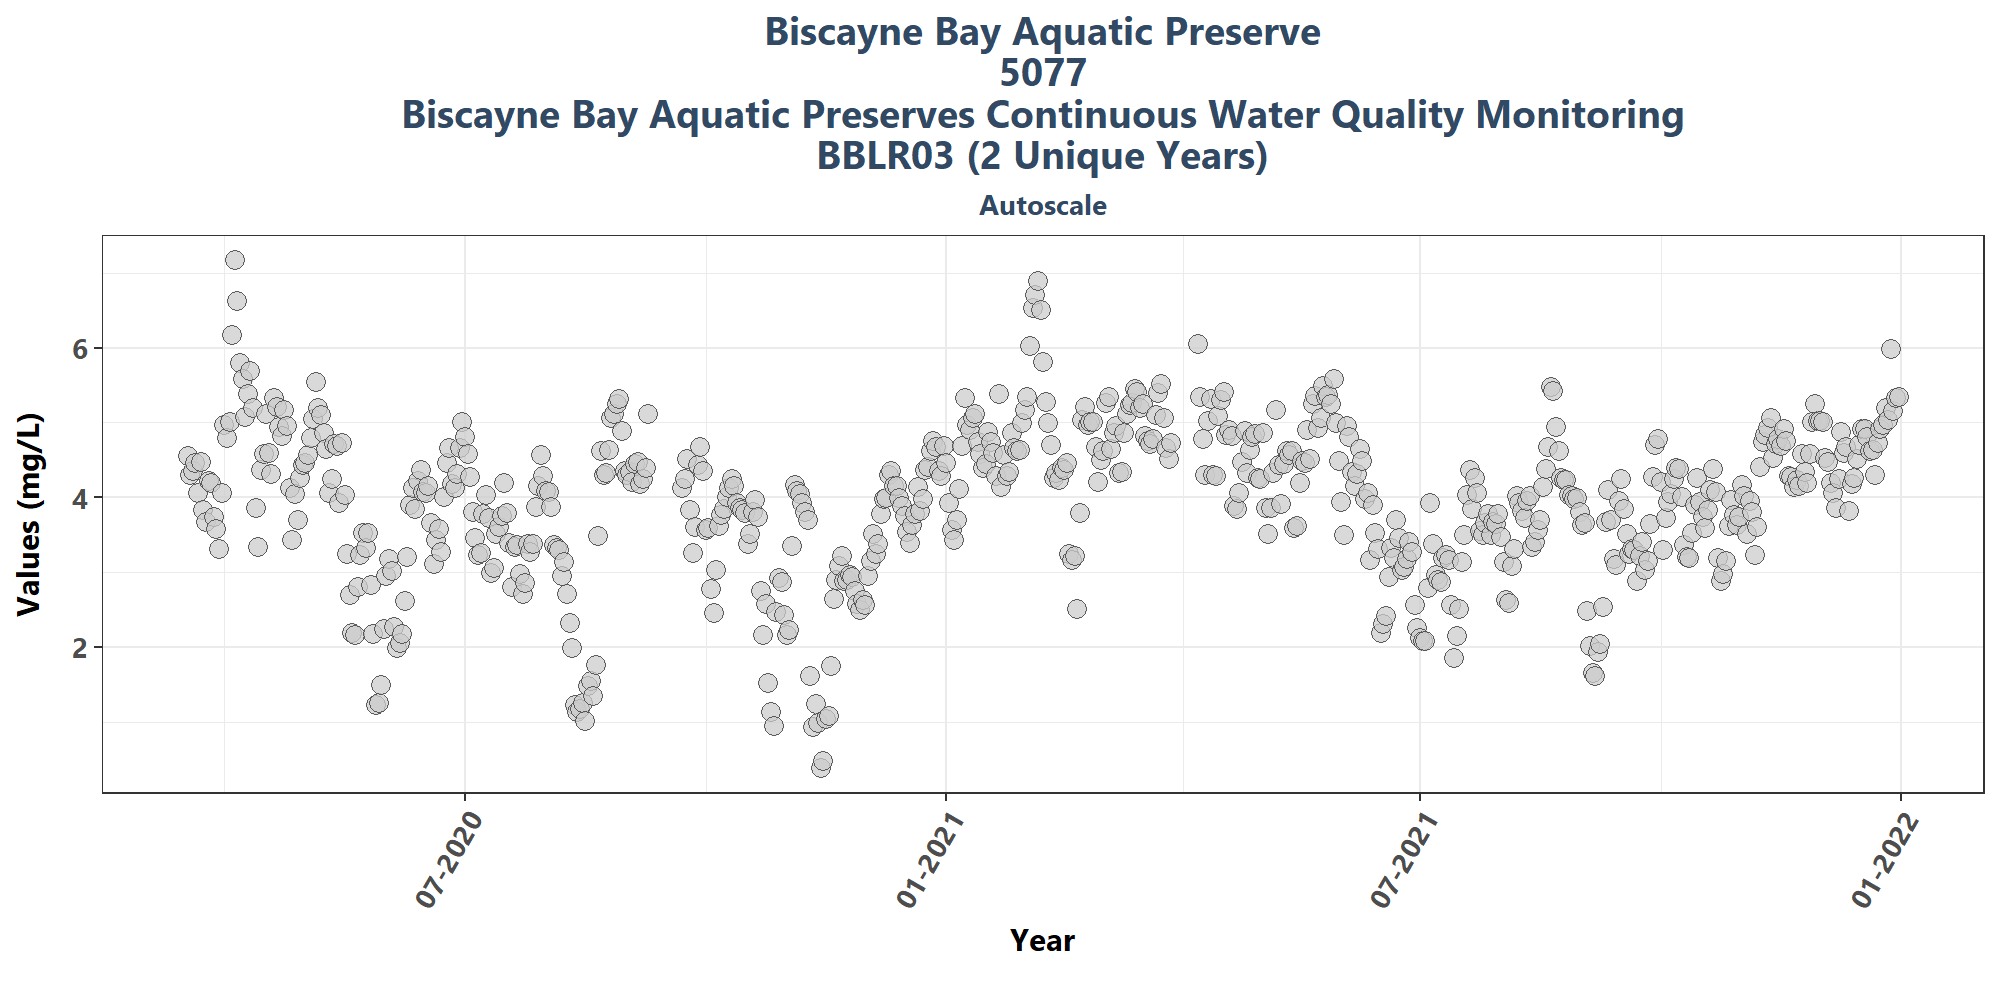 Biscayne Bay Aquatic Preserve
5077
Biscayne Bay Aquatic Preserves Continuous Water Quality Monitoring
BBLR03 (2 Unique Years)
Autoscale
Values (mg/L)
6
4
2
07-2020
01-2021
07-2021
01-2022
Year